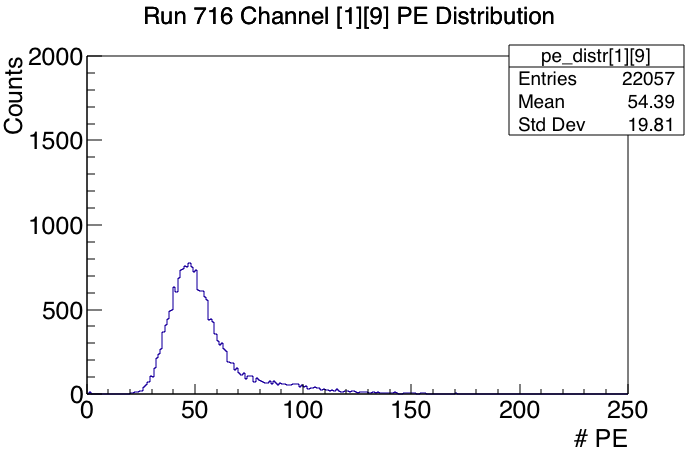 Run 716 Channel [1][9] PE Distribution
pe_distr[1][9]
Entries 22057
Mean 54.39
Std Dev 19.81
Counts
2000
1500
1000
500
0
0 50 100 150 200 250
# PE